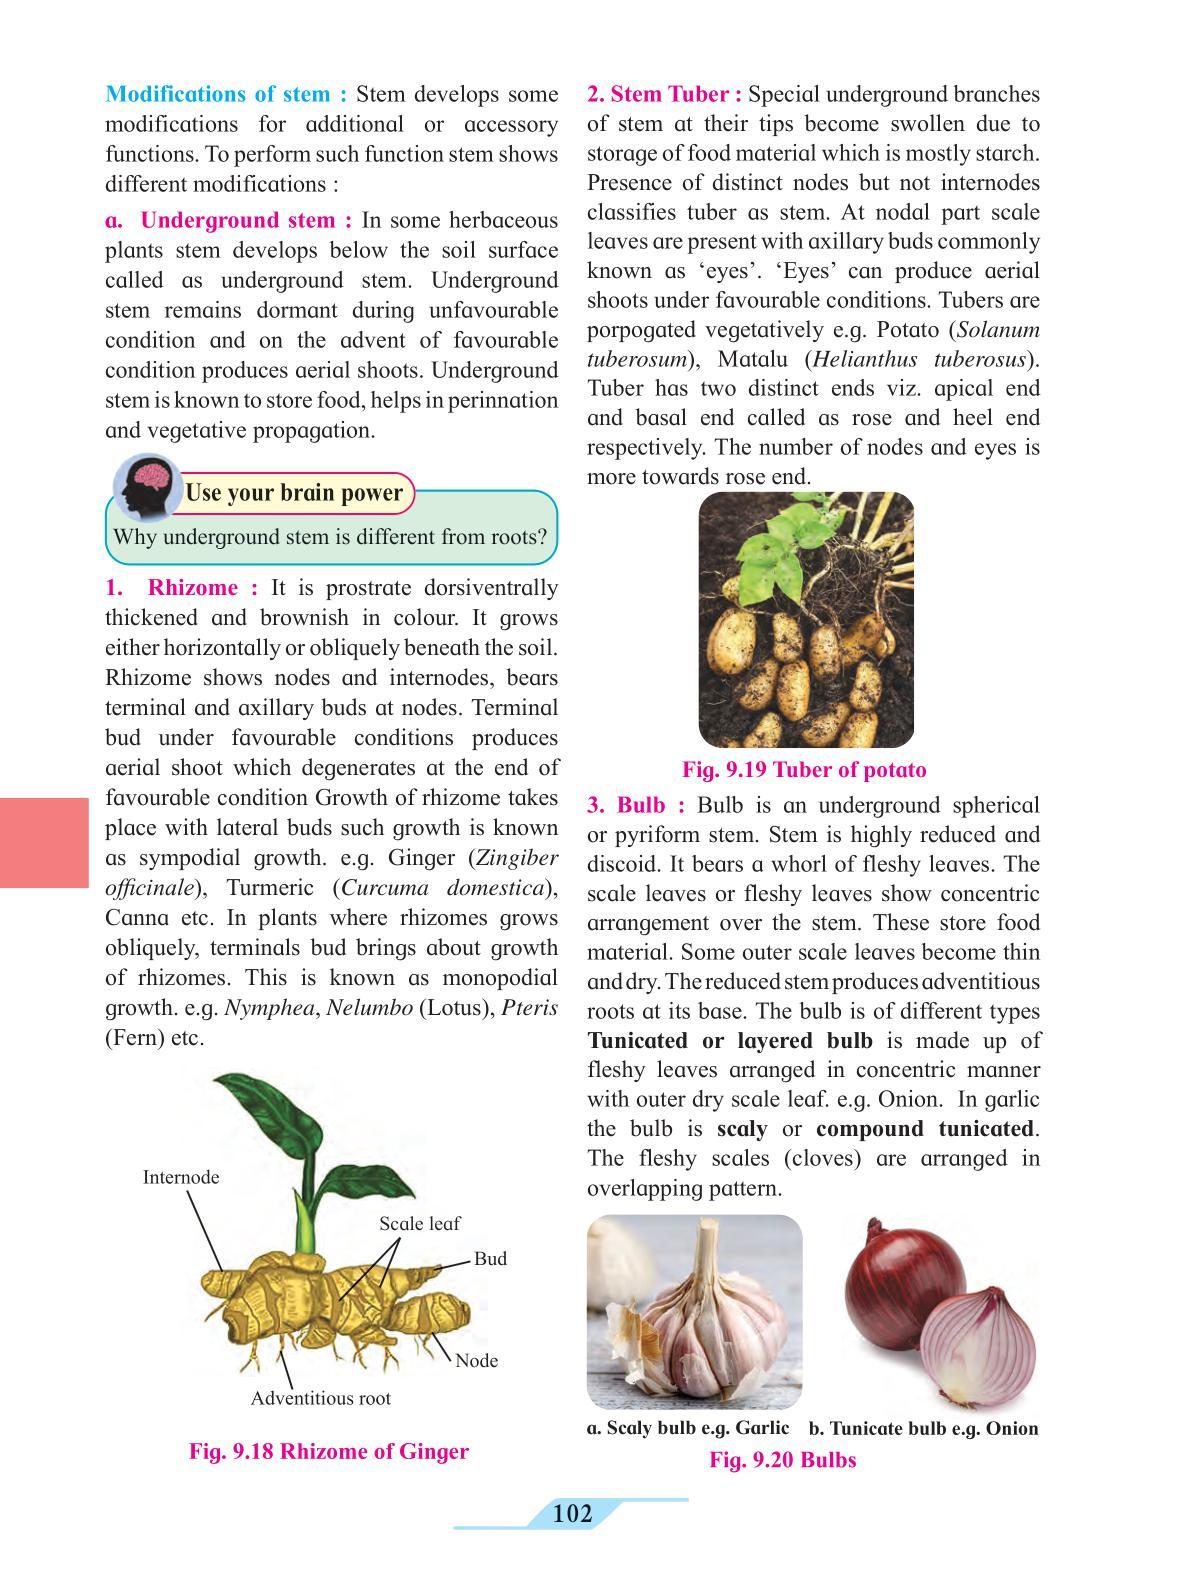 Modifications of stem : Stem develops some
modifications for additional or accessory
functions. To perform such function stem shows
different modifications :
a. Underground stem : In some herbaceous
plants stem develops below the soil surface
called as underground stem. Underground
stem remains dormant during unfavourable
condition and on the advent of favourable
condition produces aerial shoots. Underground
stem is known to store food, helps in perinnation
and vegetative propagation.
Use your brain power
Why underground stem is different from roots?
1. Rhizome : It is prostrate dorsiventrally
thickened and brownish in colour. It grows
either horizontally or obliquely beneath the soil.
Rhizome shows nodes and internodes, bears
terminal and axillary buds at nodes. Terminal
bud under favourable conditions produces
aerial shoot which degenerates at the end of
favourable condition Growth of rhizome takes
place with lateral buds such growth is known
as sympodial growth. e.g. Ginger (Zingiber
officinale), Turmeric (Curcuma domestica),
Canna etc. In plants where rhizomes grows
obliquely, terminals bud brings about growth
of rhizomes. This is known as monopodial
growth. e.g. Nymphea, Nelumbo (Lotus), Pteris
(Fern) etc.
Internode
Scale leaf
Bud
Node
Adventitious root
Fig. 9.18 Rhizome of Ginger
2. Stem Tuber : Special underground branches
of stem at their tips become swollen due to
storage of food material which is mostly starch.
Presence of distinct nodes but not internodes
classifies tuber as stem. At nodal part scale
leaves are present with axillary buds commonly
known as ‘eyes’. ‘Eyes’ can produce aerial
shoots under favourable conditions. Tubers are
porpogated vegetatively e.g. Potato (Solanum
tuberosum), Matalu (Helianthus tuberosus).
Tuber has two distinct ends viz. apical end
and basal end called as rose and heel end
respectively. The number of nodes and eyes is
more towards rose end.
Fig. 9.19 Tuber of potato
3. Bulb : Bulb is an underground spherical
or pyriform stem. Stem is highly reduced and
discoid. It bears a whorl of fleshy leaves. The
scale leaves or fleshy leaves show concentric
arrangement over the stem. These store food
material. Some outer scale leaves become thin
and dry. The reduced stem produces adventitious
roots at its base. The bulb is of different types
Tunicated or layered bulb is made up of
fleshy leaves arranged in concentric manner
with outer dry scale leaf. e.g. Onion. In garlic
the bulb is scaly or compound tunicated.
The fleshy scales (cloves) are arranged in
overlapping pattern.
a. Scaly bulb e.g. Garlic b. Tunicate bulb e.g. Onion
Fig. 9.20 Bulbs
102